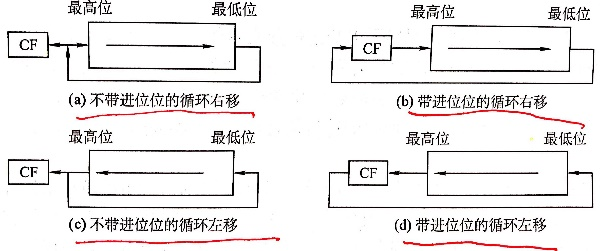 最高位 最低位 最高位 最低位
CF CF
(a) 不带进位位的循环右移 (b) 带进位位的循环右移
最高位 最低位 最高位 最低位
CF CF
(c) 不带进位位的循环左移 (d) 带进位位的循环左移